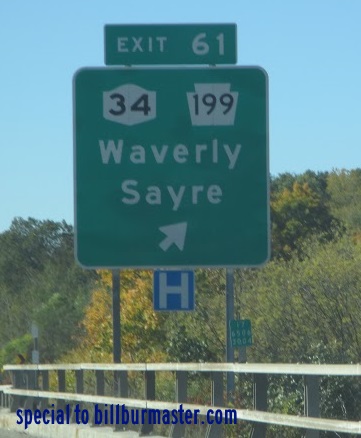 EXIT 61
34 199
Waverly
Sayre
H
special to billburmaster.com